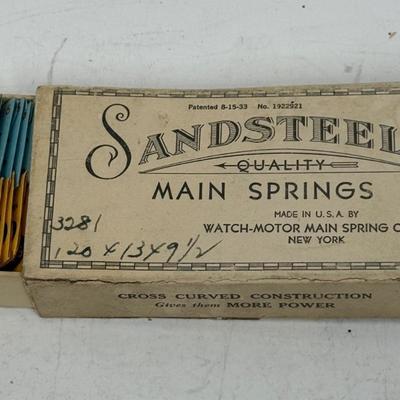 Patented 8-15-33 No. 1922921
SANDSTEEL
QUALITY
MAIN SPRINGS
MADE IN U.S.A. BY
WATCH-MOTOR MAIN SPRING C
NEW YORK
3281
120 x 13 x 9 1/2
CROSS CURVED CONSTRUCTION
Gives them MORE POWER